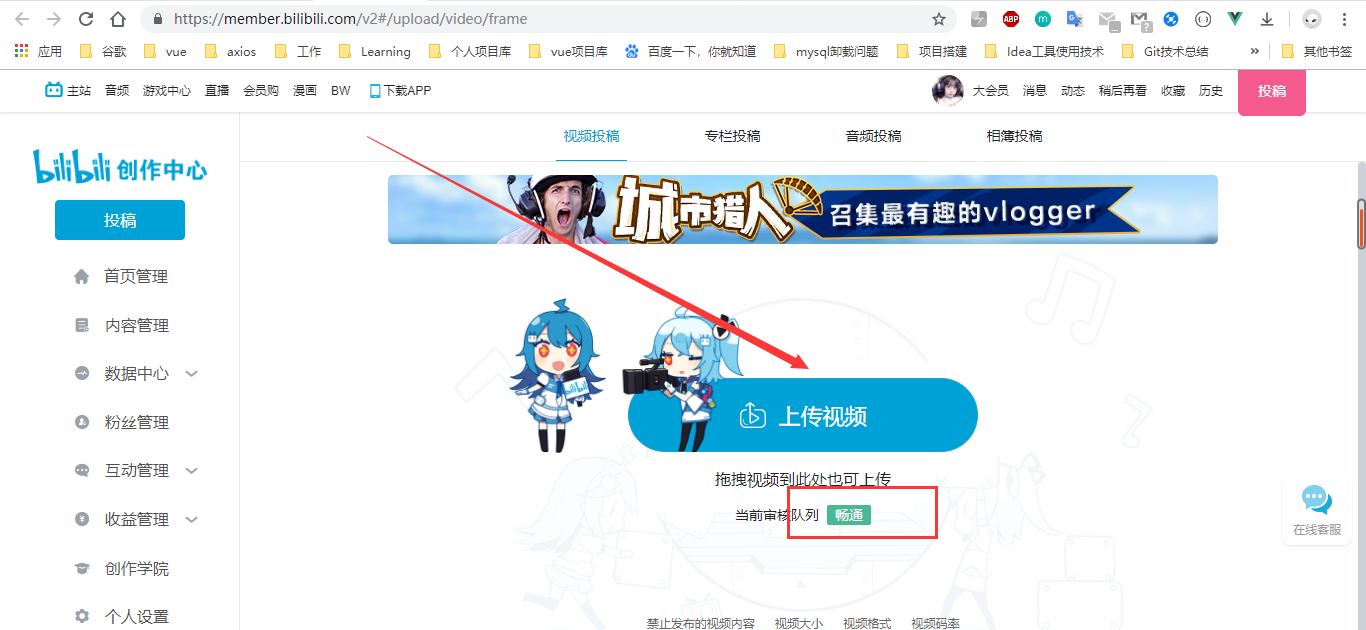 https://member.bilibili.com/v2#/upload/video/frame
ABP
应用 谷歌 vue axios 工作 Learning 个人项目库 vue项目库 百度一下，你就知道 mysql卸载问题 项目搭建 Idea工具使用技术 Git技术总结 » 其他书签
主站 音频 游戏中心 直播 会员购 漫画 BW 下载APP 大会员 消息 动态 稍后再看 收藏 历史 投稿
视频投稿 专栏投稿 音频投稿 相簿投稿
bilibili 创作中心
城市猎人 召集最有趣的vlogger
投稿
首页管理
内容管理
数据中心
粉丝管理
互动管理
收益管理
创作学院
个人设置
bilibili
上传视频
拖拽视频到此处也可上传
当前审核队列 畅通
在线客服
禁止发布的视频内容 视频大小 视频格式 视频码率